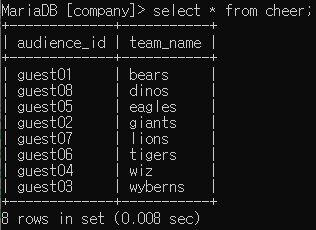 MariaDB [company]> select * from cheer;
+-------------+-----------+
| audience_id | team_name |
+-------------+-----------+
| guest01     | bears     |
| guest08     | dinos     |
| guest05     | eagles    |
| guest02     | giants    |
| guest07     | lions     |
| guest06     | tigers    |
| guest04     | wiz       |
| guest03     | wyberns   |
+-------------+-----------+
8 rows in set (0.008 sec)